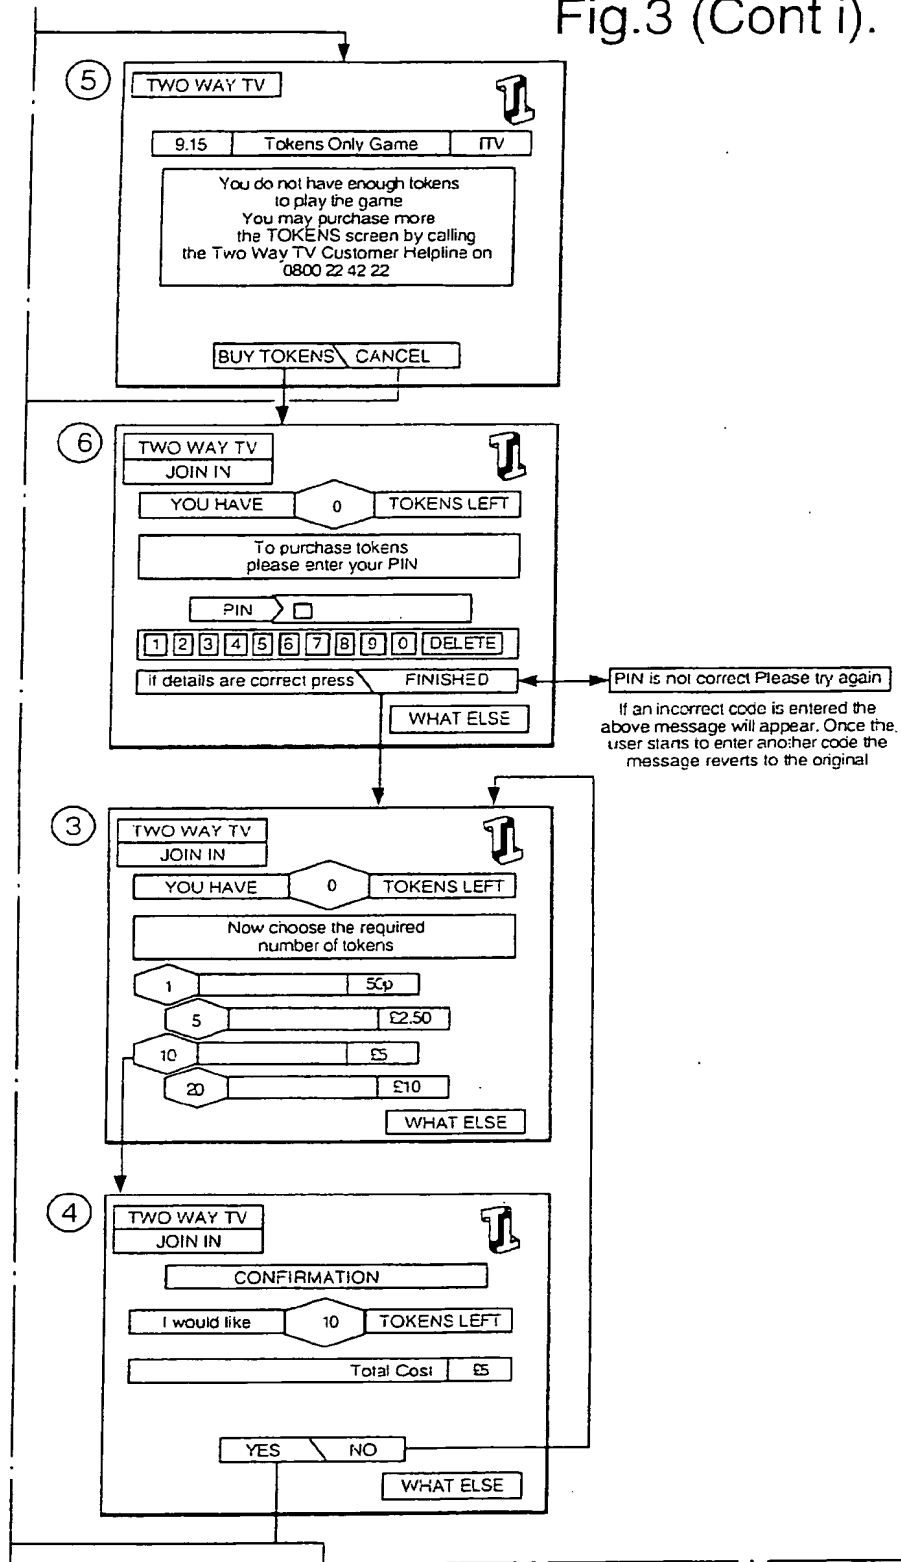 Fig.3 (Cont i).
5
TWO WAY TV
9.15 Tokens Only Game ITV
You do not have enough tokens
to play the game
You may purchase more
the TOKENS screen by calling
the Two Way TV Customer Helpline on
0800 22 42 22
BUY TOKENS CANCEL
6
TWO WAY TV
JOIN IN
YOU HAVE 0 TOKENS LEFT
To purchase tokens
please enter your PIN
PIN
1 2 3 4 5 6 7 8 9 0 DELETE
if details are correct press FINISHED
WHAT ELSE
PIN is not correct Please try again
If an incorrect code is entered the
above message will appear. Once the
user starts to enter another code the
message reverts to the original
3
TWO WAY TV
JOIN IN
YOU HAVE 0 TOKENS LEFT
Now choose the required
number of tokens
1 50p
5 £2.50
10 £5
20 £10
WHAT ELSE
4
TWO WAY TV
JOIN IN
CONFIRMATION
I would like 10 TOKENS LEFT
Total Cost £5
YES NO
WHAT ELSE